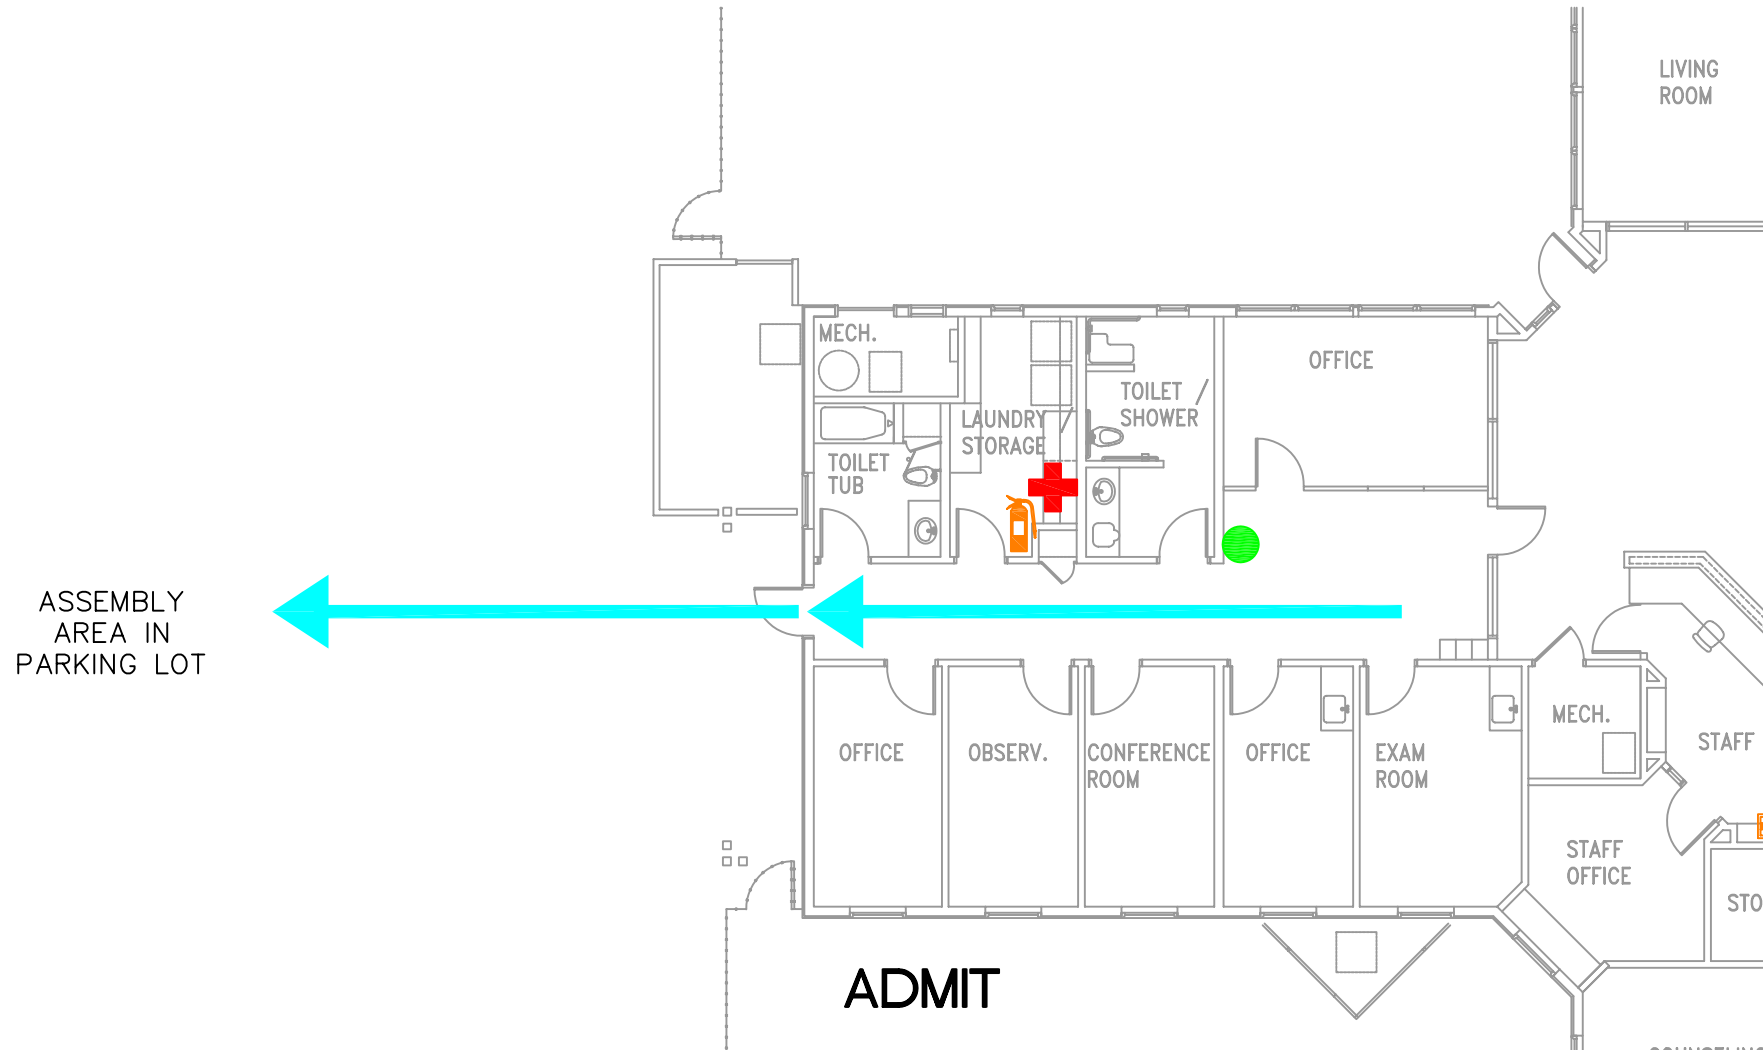 LIVING
ROOM
MECH.
OFFICE
TOILET /
SHOWER
LAUNDRY /
STORAGE
TOILET
TUB
ASSEMBLY
AREA IN
PARKING LOT
MECH.
STAFF
OFFICE
OBSERV.
CONFERENCE
ROOM
OFFICE
EXAM
ROOM
STAFF
OFFICE
STO
ADMIT